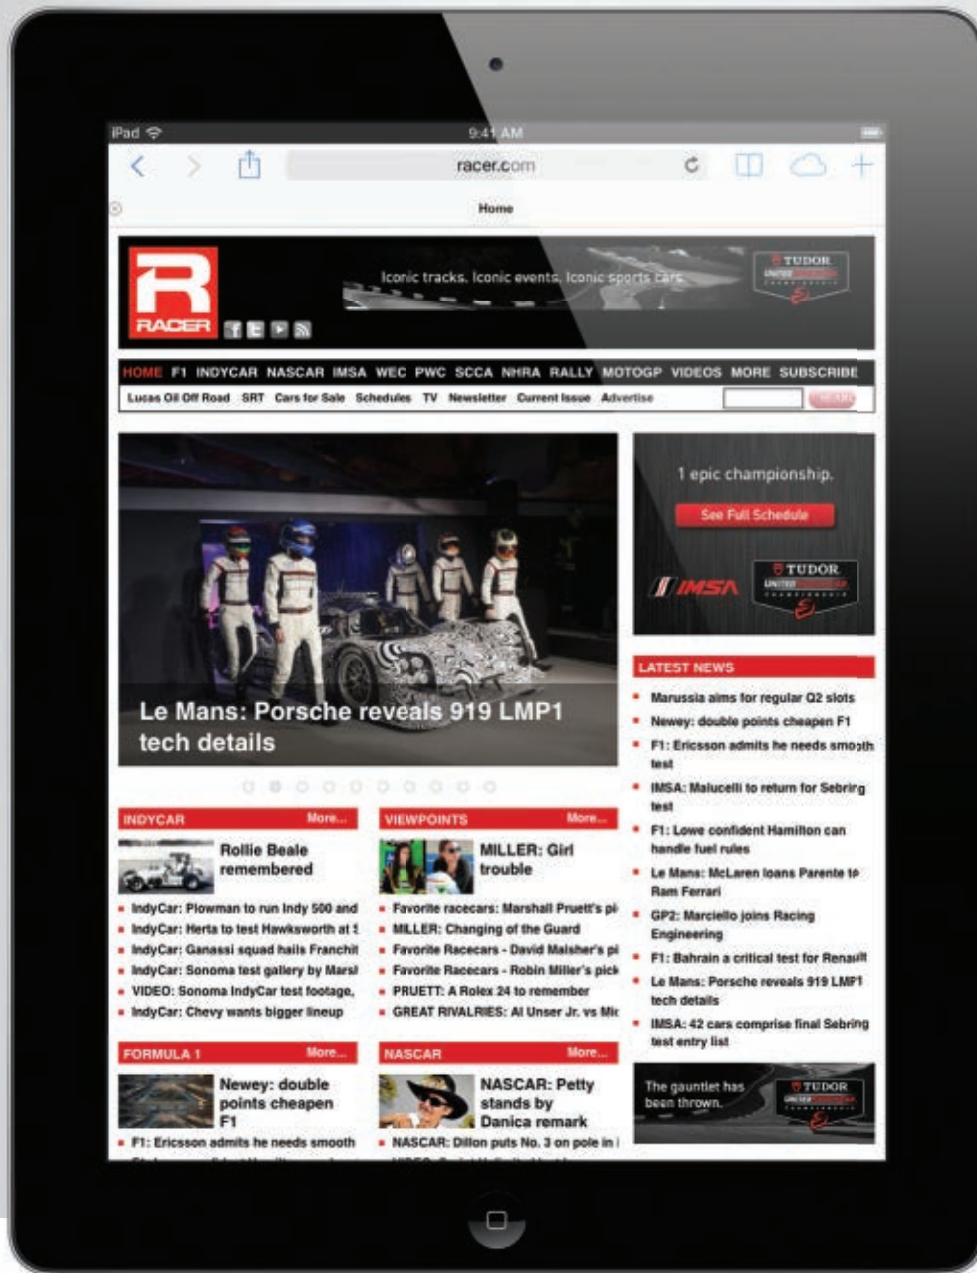 iPad
9:41 AM
racer.com
Home
R
RACER
Iconic tracks. Iconic events. Iconic sports cars.
TUDOR
UNITED SPORTSCAR
CHAMPIONSHIP
HOME F1 INDYCAR NASCAR IMSA WEC PWC SCCA NHRA RALLY MOTOGP VIDEOS MORE SUBSCRIBE
Lucas Oil Off Road SRT Cars for Sale Schedules TV Newsletter Current Issue Advertise
Le Mans: Porsche reveals 919 LMP1
tech details
1 epic championship.
See Full Schedule
IMSA
TUDOR
UNITED SPORTSCAR
CHAMPIONSHIP
LATEST NEWS
Marussia aims for regular Q2 slots
Newey: double points cheapen F1
F1: Ericsson admits he needs smooth
test
IMSA: Malucelli to return for Sebring
test
F1: Lowe confident Hamilton can
handle fuel rules
Le Mans: McLaren loans Parente to
Ram Ferrari
GP2: Marciello joins Racing
Engineering
F1: Bahrain a critical test for Renault
Le Mans: Porsche reveals 919 LMP1
tech details
IMSA: 42 cars comprise final Sebring
test entry list
The gauntlet has
been thrown.
TUDOR
UNITED SPORTSCAR
CHAMPIONSHIP
INDYCAR More...
Rollie Beale
remembered
IndyCar: Plowman to run Indy 500 and
IndyCar: Herta to test Hawksworth at S
IndyCar: Ganassi squad hails Franchit
IndyCar: Sonoma test gallery by Marsl
VIDEO: Sonoma IndyCar test footage,
IndyCar: Chevy wants bigger lineup
VIEWPOINTS More...
MILLER: Girl
trouble
Favorite racecars: Marshall Pruett's pi
MILLER: Changing of the Guard
Favorite Racecars - David Malsher's pi
Favorite Racecars - Robin Miller's pick
PRUETT: A Rolex 24 to remember
GREAT RIVALRIES: Al Unser Jr. vs Mic
FORMULA 1 More...
Newey: double
points cheapen
F1
F1: Ericsson admits he needs smooth
NASCAR More...
NASCAR: Petty
stands by
Danica remark
NASCAR: Dillon puts No. 3 on pole in